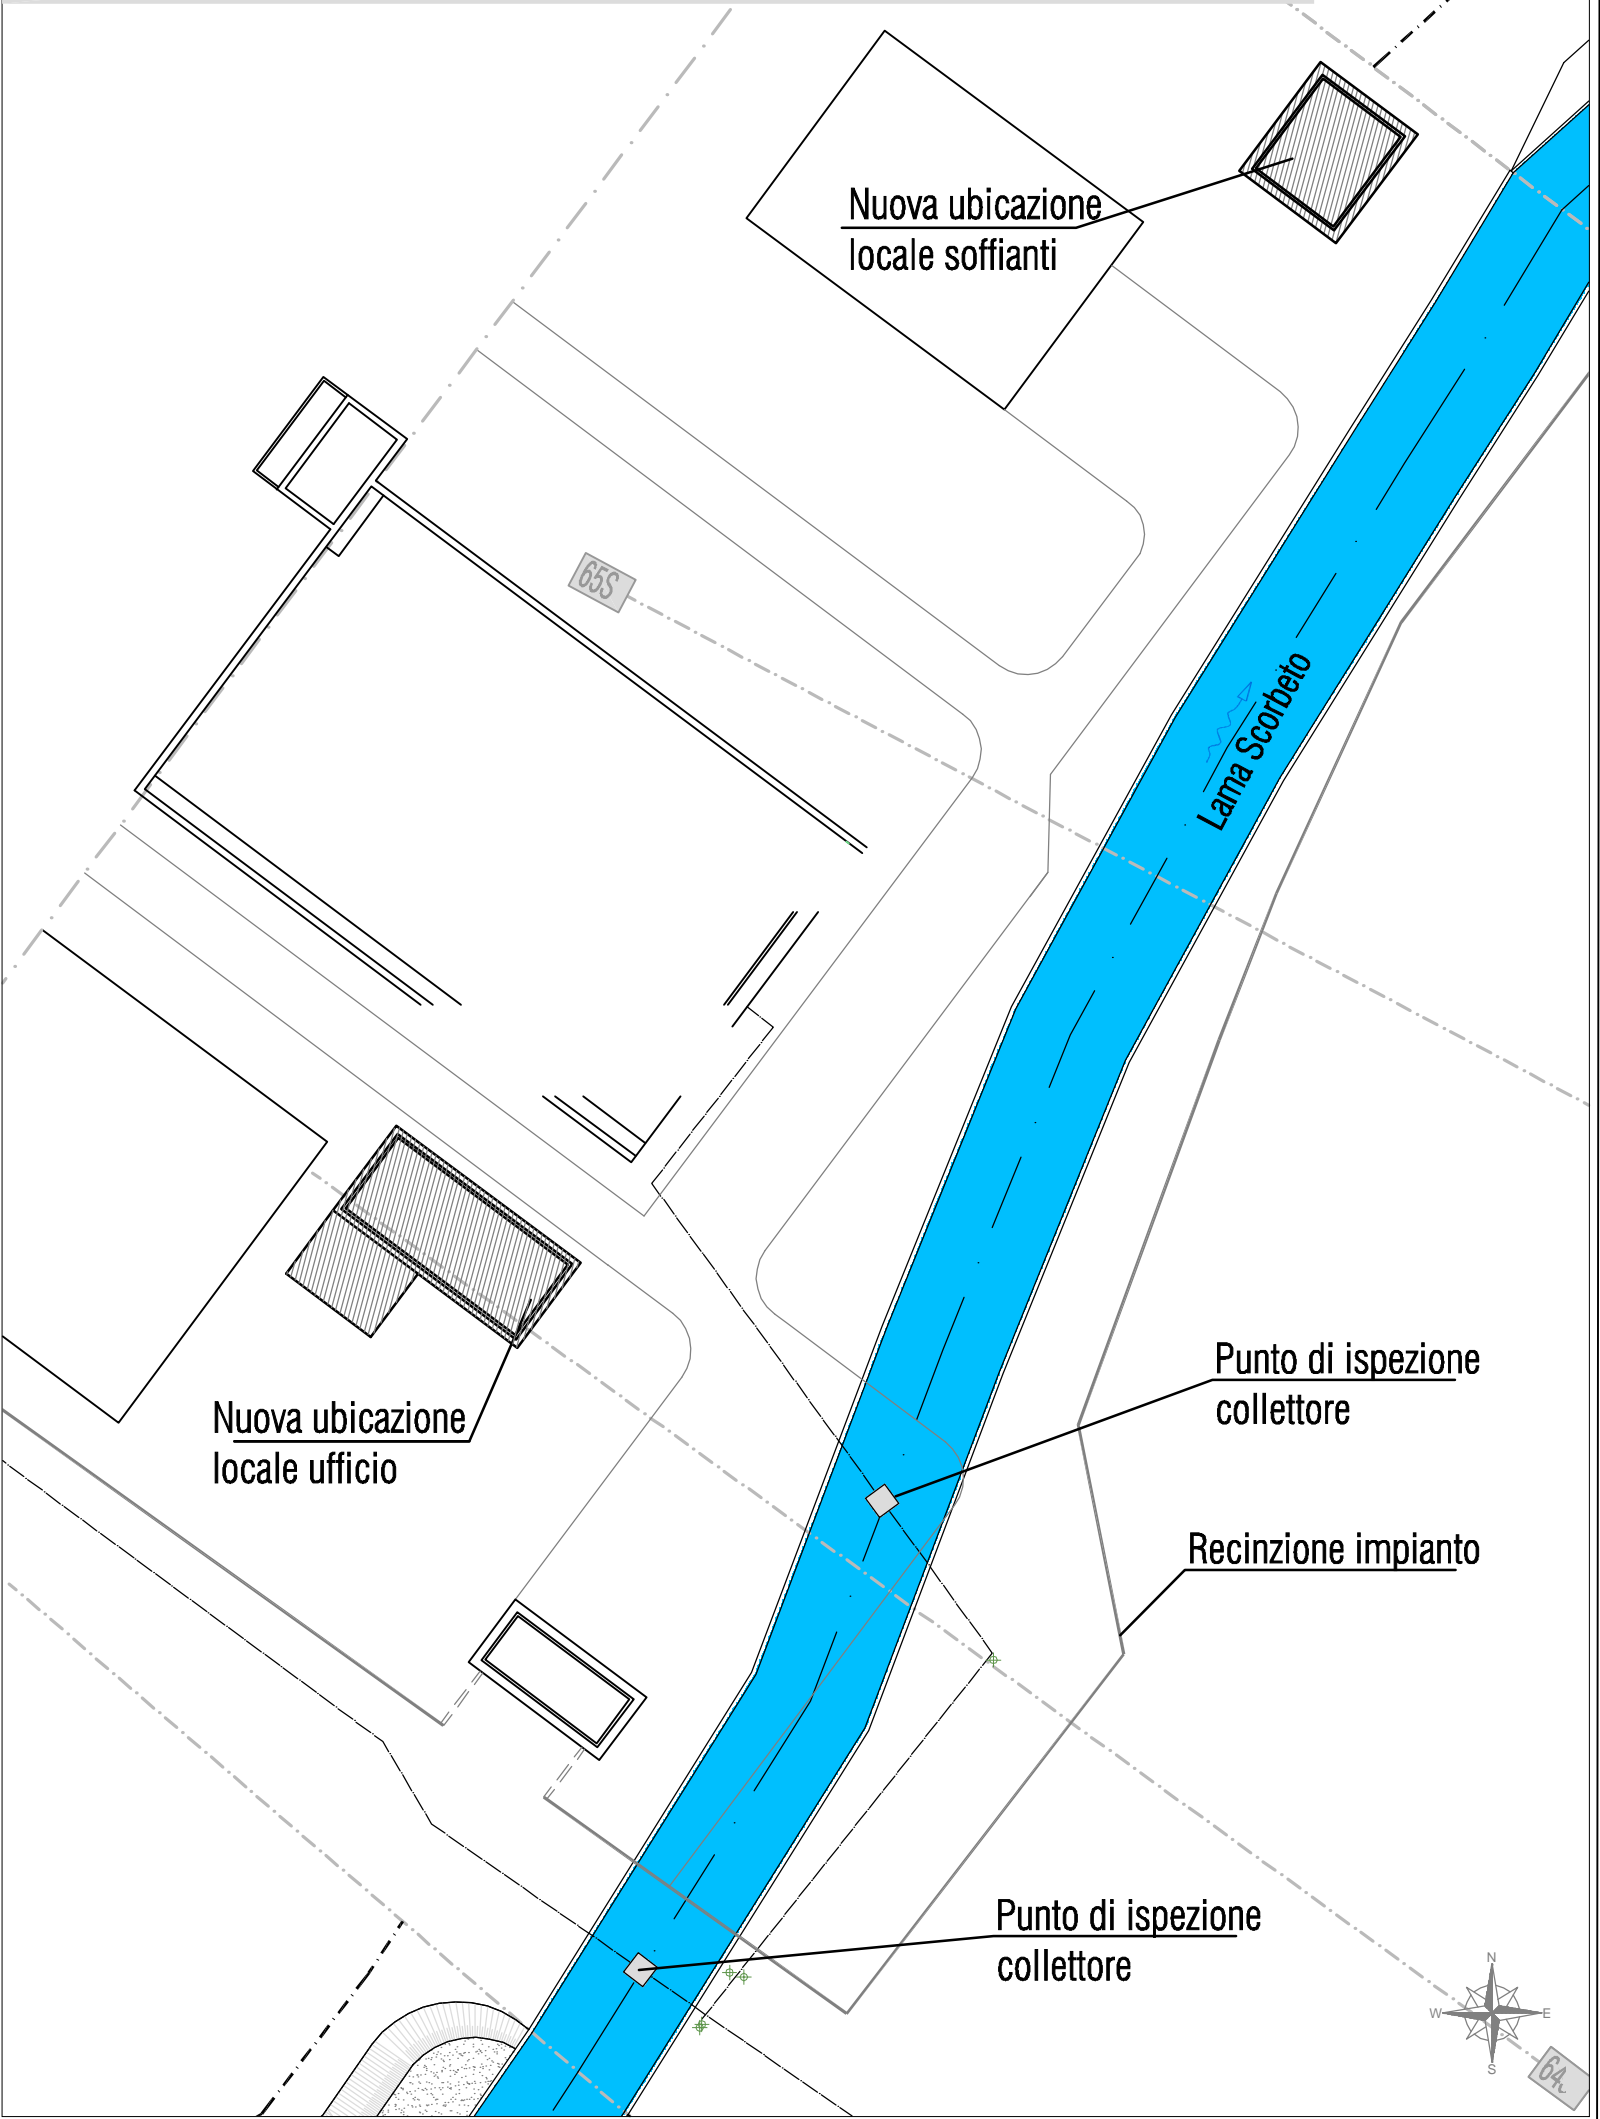 Nuova ubicazione
locale soffianti
65S
Lama Scorbeto
Punto di ispezione
collettore
Nuova ubicazione
locale ufficio
Recinzione impianto
Punto di ispezione
collettore
N
W E
S